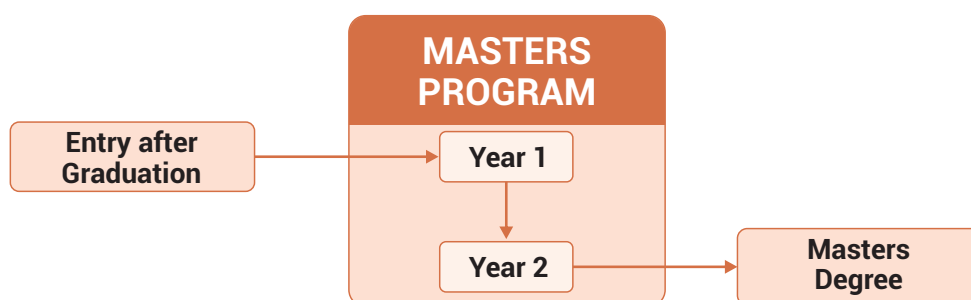 MASTERS
PROGRAM
Entry after
Graduation
Year 1
Year 2
Masters
Degree